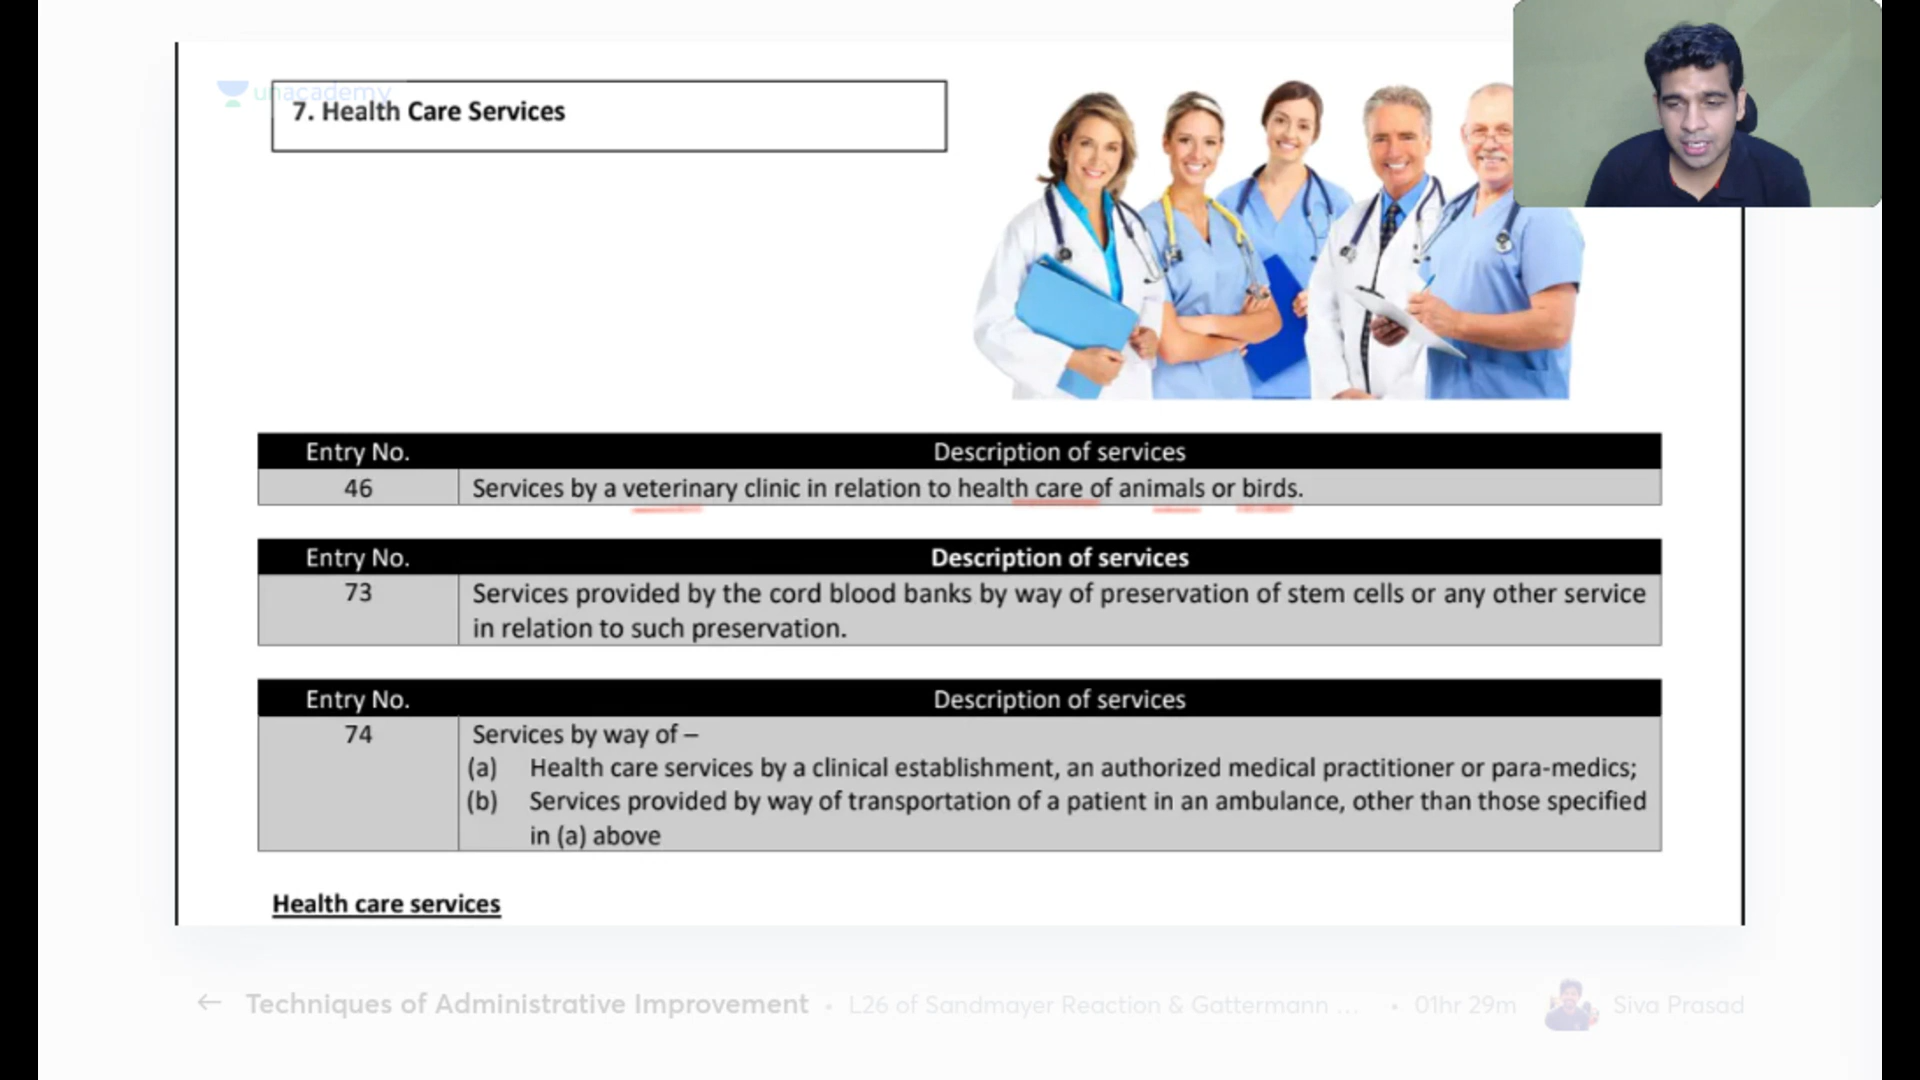 unacademy
7. Health Care Services
Entry No. Description of services
46 Services by a veterinary clinic in relation to health care of animals or birds.
Entry No. Description of services
73 Services provided by the cord blood banks by way of preservation of stem cells or any other service
in relation to such preservation.
Entry No. Description of services
74 Services by way of –
(a) Health care services by a clinical establishment, an authorized medical practitioner or para-medics;
(b) Services provided by way of transportation of a patient in an ambulance, other than those specified
in (a) above
Health care services
← Techniques of Administrative Improvement • L26 of Sandmayer Reaction & Gattermann ... • 01hr 29m Siva Prasad